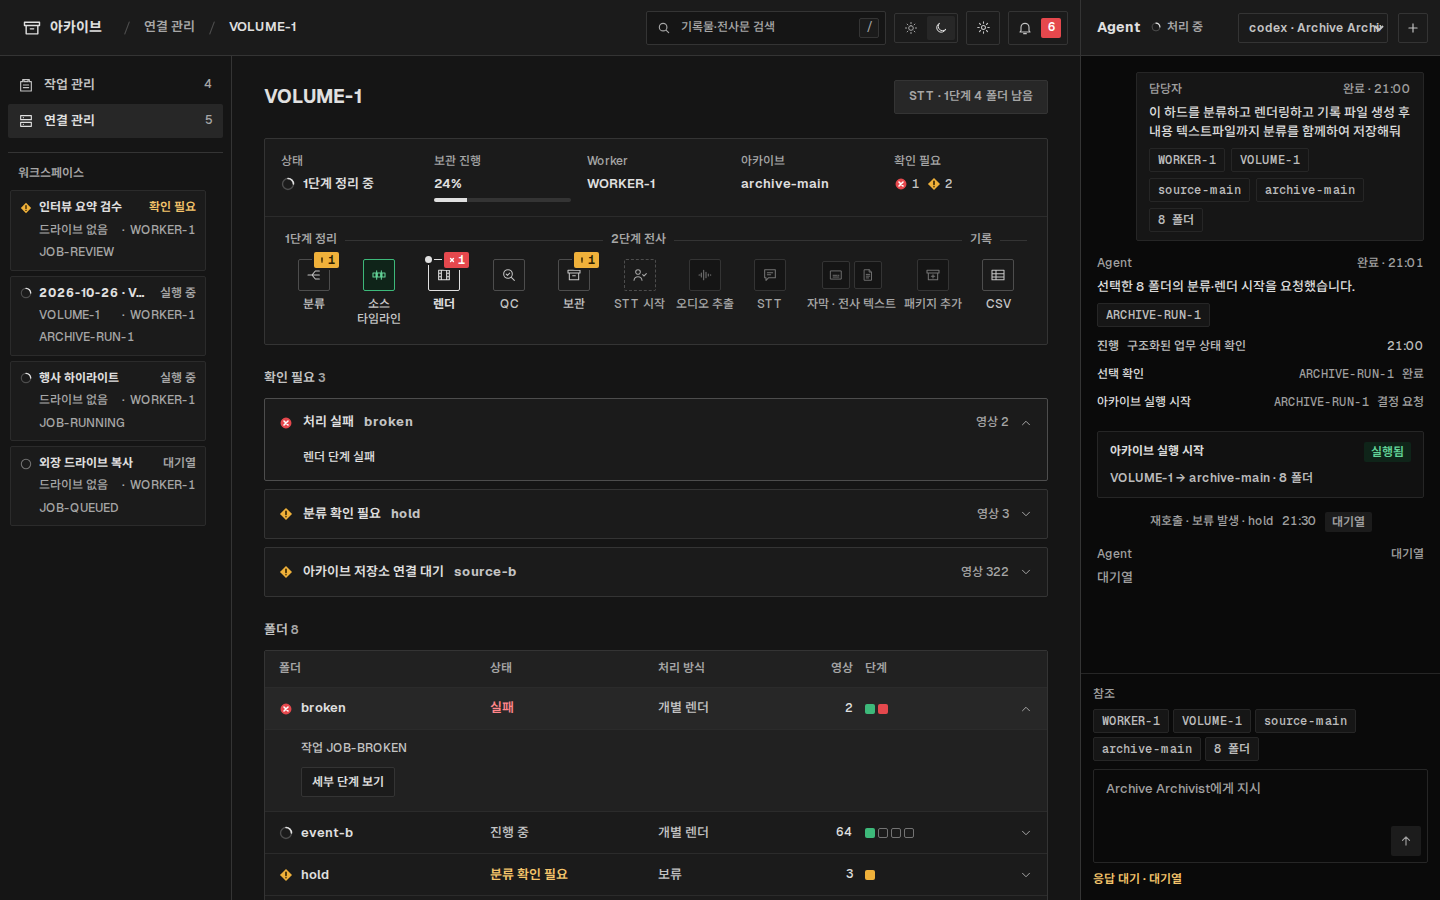 아카이브 / 연결 관리 / VOLUME-1
기록물·전사문 검색 /
6
Agent 처리 중
codex · Archive Archi
작업 관리 4
연결 관리 5
워크스페이스
인터뷰 요약 검수 확인 필요
드라이브 없음 · WORKER-1
JOB-REVIEW
2026-10-26 · V... 실행 중
VOLUME-1 · WORKER-1
ARCHIVE-RUN-1
행사 하이라이트 실행 중
드라이브 없음 · WORKER-1
JOB-RUNNING
외장 드라이브 복사 대기열
드라이브 없음 · WORKER-1
JOB-QUEUED
VOLUME-1
STT · 1단계 4 폴더 남음
상태 보관 진행 Worker 아카이브 확인 필요
1단계 정리 중 24% WORKER-1 archive-main 1 2
1단계 정리 2단계 전사 기록
1 1 1
분류 소스 렌더 QC 보관 STT 시작 오디오 추출 STT 자막 · 전사 텍스트 패키지 추가 CSV
타임라인
확인 필요 3
처리 실패 broken 영상 2
렌더 단계 실패
분류 확인 필요 hold 영상 3
아카이브 저장소 연결 대기 source-b 영상 322
폴더 8
폴더 상태 처리 방식 영상 단계
broken 실패 개별 렌더 2
작업 JOB-BROKEN
세부 단계 보기
event-b 진행 중 개별 렌더 64
hold 분류 확인 필요 보류 3
담당자 완료 · 21:00
이 하드를 분류하고 렌더링하고 기록 파일 생성 후
내용 텍스트파일까지 분류를 함께하여 저장해둬
WORKER-1 VOLUME-1
source-main archive-main
8 폴더
Agent 완료 · 21:01
선택한 8 폴더의 분류·렌더 시작을 요청했습니다.
ARCHIVE-RUN-1
진행 구조화된 업무 상태 확인 21:00
선택 확인 ARCHIVE-RUN-1 완료
아카이브 실행 시작 ARCHIVE-RUN-1 결정 요청
아카이브 실행 시작 실행됨
VOLUME-1 → archive-main · 8 폴더
재호출 · 보류 발생 · hold 21:30 대기열
Agent 대기열
대기열
참조
WORKER-1 VOLUME-1 source-main
archive-main 8 폴더
Archive Archivist에게 지시
응답 대기 · 대기열